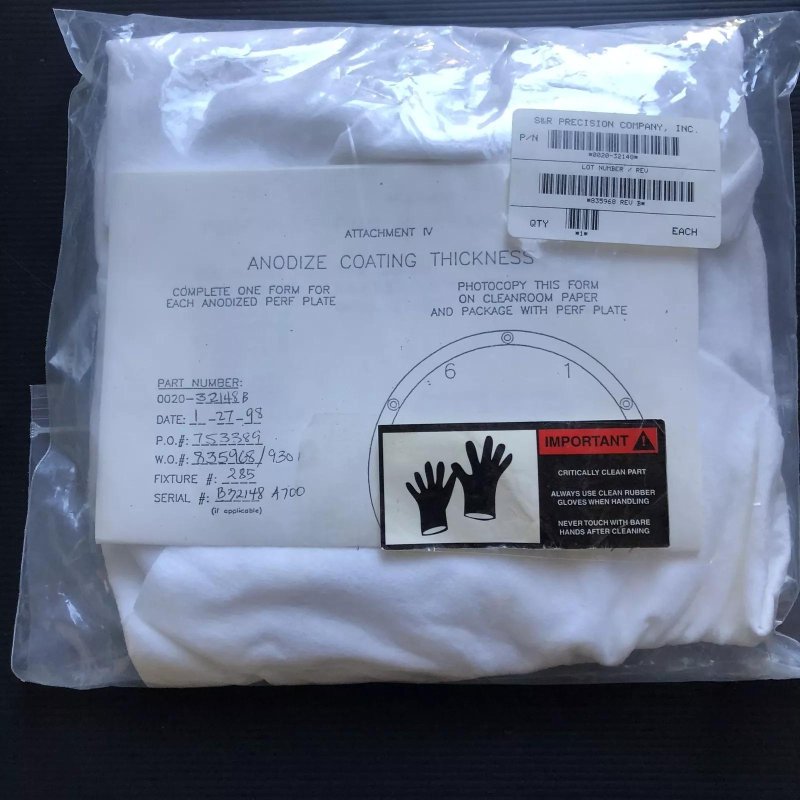 S&R PRECISION COMPANY, INC.
P/N
*0020-32148*
LOT NUMBER / REV
*835968 REV B*
QTY
*1*
EACH
ATTACHMENT IV
ANODIZE COATING THICKNESS
COMPLETE ONE FORM FOR
EACH ANODIZED PERF PLATE
PHOTOCOPY THIS FORM
ON CLEANROOM PAPER
AND PACKAGE WITH PERF PLATE
6 1
PART NUMBER:
0020-32148B
DATE: 1-27-98
P.O.#: 753389
W.O.#: 835968/9301
FIXTURE #: 285
SERIAL #: B72148 A700
(if applicable)
IMPORTANT
CRITICALLY CLEAN PART
ALWAYS USE CLEAN RUBBER
GLOVES WHEN HANDLING
NEVER TOUCH WITH BARE
HANDS AFTER CLEANING